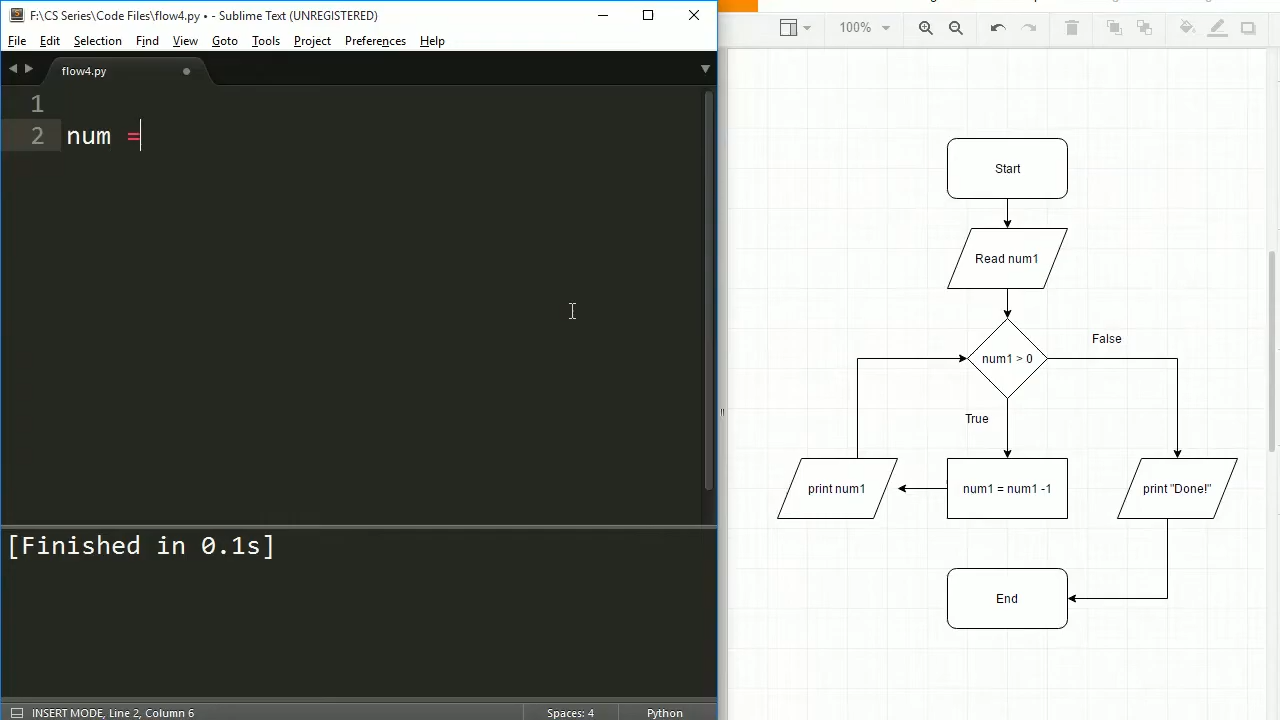 F:\CS Series\Code Files\flow4.py • - Sublime Text (UNREGISTERED)
File Edit Selection Find View Goto Tools Project Preferences Help
flow4.py
1
2 num =
[Finished in 0.1s]
INSERT MODE, Line 2, Column 6 Spaces: 4 Python
100%
Start
Read num1
num1 > 0
False
True
print num1
num1 = num1 -1
print "Done!"
End